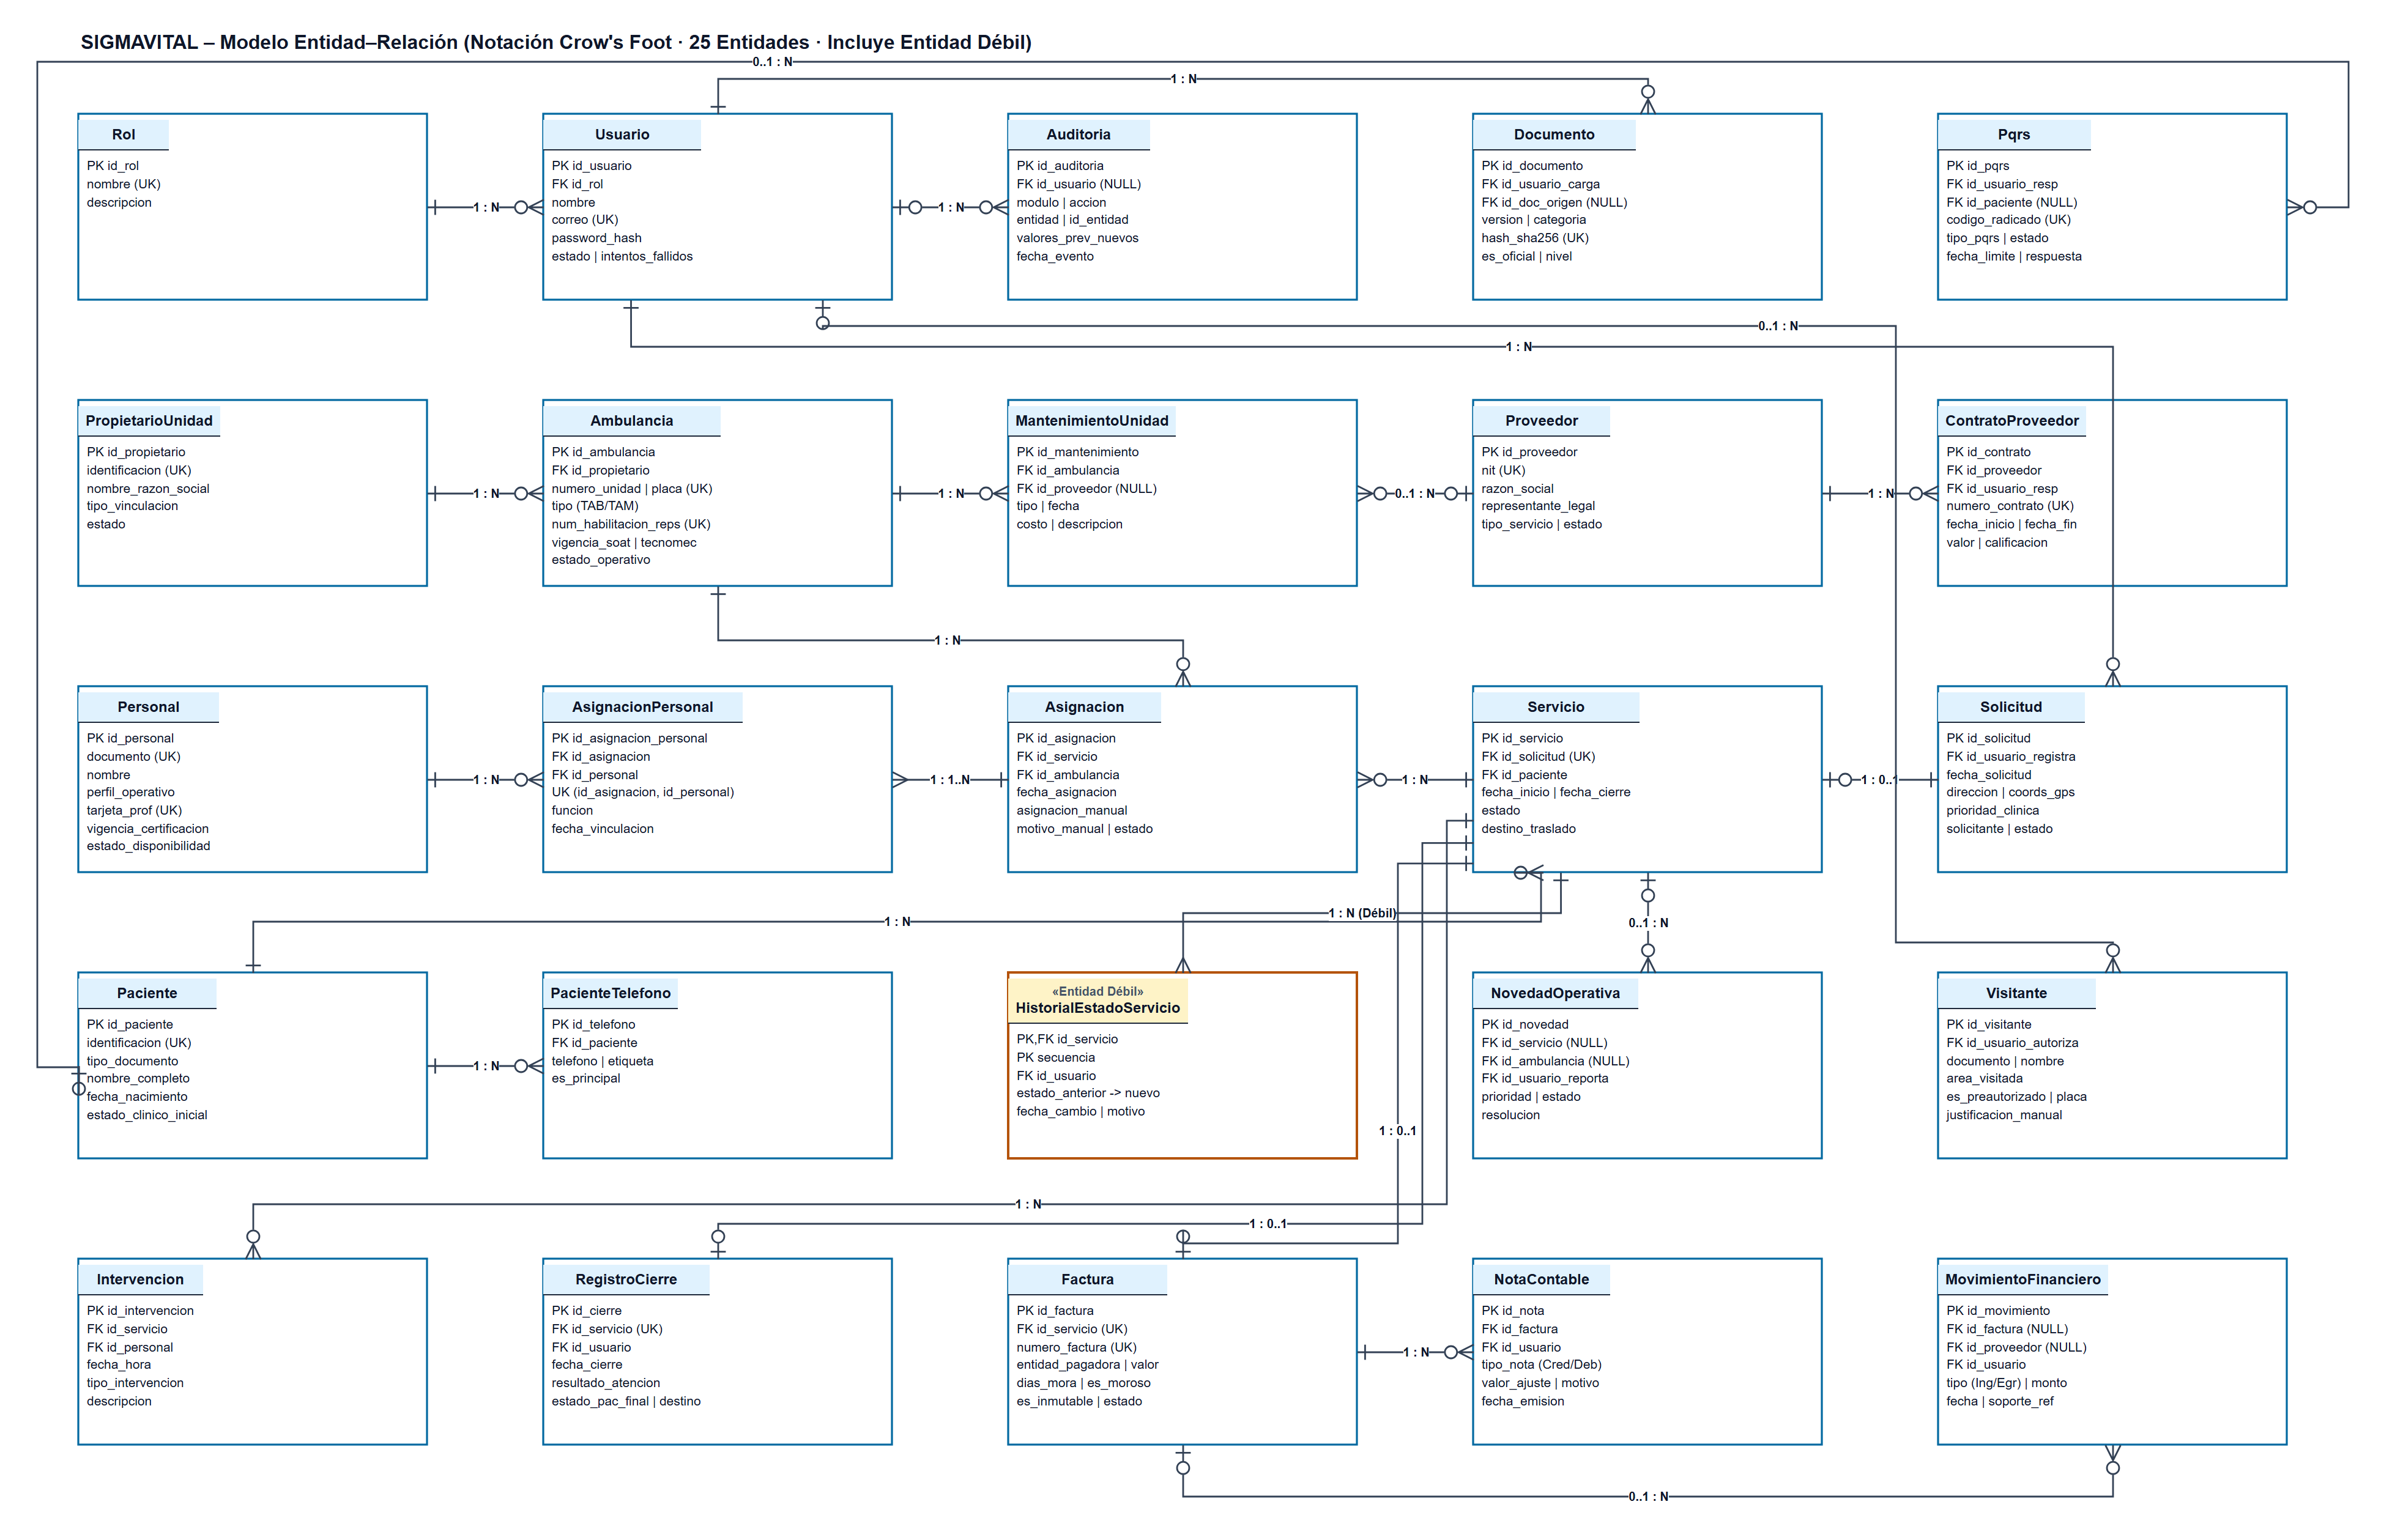 SIGMAVITAL – Modelo Entidad–Relación (Notación Crow's Foot · 25 Entidades · Incluye Entidad Débil)
0..1 : N
1 : N
Rol
PK id_rol
nombre (UK)
descripcion
1 : N
Usuario
PK id_usuario
FK id_rol
nombre
correo (UK)
password_hash
estado | intentos_fallidos
1 : N
Auditoria
PK id_auditoria
FK id_usuario (NULL)
modulo | accion
entidad | id_entidad
valores_prev_nuevos
fecha_evento
Documento
PK id_documento
FK id_usuario_carga
FK id_doc_origen (NULL)
version | categoria
hash_sha256 (UK)
es_oficial | nivel
Pqrs
PK id_pqrs
FK id_usuario_resp
FK id_paciente (NULL)
codigo_radicado (UK)
tipo_pqrs | estado
fecha_limite | respuesta
0..1 : N
1 : N
PropietarioUnidad
PK id_propietario
identificacion (UK)
nombre_razon_social
tipo_vinculacion
estado
1 : N
Ambulancia
PK id_ambulancia
FK id_propietario
numero_unidad | placa (UK)
tipo (TAB/TAM)
num_habilitacion_reps (UK)
vigencia_soat | tecnomec
estado_operativo
1 : N
MantenimientoUnidad
PK id_mantenimiento
FK id_ambulancia
FK id_proveedor (NULL)
tipo | fecha
costo | descripcion
0..1 : N
Proveedor
PK id_proveedor
nit (UK)
razon_social
representante_legal
tipo_servicio | estado
1 : N
ContratoProveedor
PK id_contrato
FK id_proveedor
FK id_usuario_resp
numero_contrato (UK)
fecha_inicio | fecha_fin
valor | calificacion
1 : N
Personal
PK id_personal
documento (UK)
nombre
perfil_operativo
tarjeta_prof (UK)
vigencia_certificacion
estado_disponibilidad
1 : N
AsignacionPersonal
PK id_asignacion_personal
FK id_asignacion
FK id_personal
UK (id_asignacion, id_personal)
funcion
fecha_vinculacion
1 : 1..N
Asignacion
PK id_asignacion
FK id_servicio
FK id_ambulancia
fecha_asignacion
asignacion_manual
motivo_manual | estado
1 : N
Servicio
PK id_servicio
FK id_solicitud (UK)
FK id_paciente
fecha_inicio | fecha_cierre
estado
destino_traslado
1 : 0..1
Solicitud
PK id_solicitud
FK id_usuario_registra
fecha_solicitud
direccion | coords_gps
prioridad_clinica
solicitante | estado
1 : N (Débil)
1 : N
0..1 : N
Paciente
PK id_paciente
identificacion (UK)
tipo_documento
nombre_completo
fecha_nacimiento
estado_clinico_inicial
1 : N
PacienteTelefono
PK id_telefono
FK id_paciente
telefono | etiqueta
es_principal
«Entidad Débil»
HistorialEstadoServicio
PK,FK id_servicio
PK secuencia
FK id_usuario
estado_anterior -> nuevo
fecha_cambio | motivo
1 : 0..1
NovedadOperativa
PK id_novedad
FK id_servicio (NULL)
FK id_ambulancia (NULL)
FK id_usuario_reporta
prioridad | estado
resolucion
Visitante
PK id_visitante
FK id_usuario_autoriza
documento | nombre
area_visitada
es_preautorizado | placa
justificacion_manual
1 : N
1 : 0..1
Intervencion
PK id_intervencion
FK id_servicio
FK id_personal
fecha_hora
tipo_intervencion
descripcion
RegistroCierre
PK id_cierre
FK id_servicio (UK)
FK id_usuario
fecha_cierre
resultado_atencion
estado_pac_final | destino
Factura
PK id_factura
FK id_servicio (UK)
numero_factura (UK)
entidad_pagadora | valor
dias_mora | es_moroso
es_inmutable | estado
1 : N
NotaContable
PK id_nota
FK id_factura
FK id_usuario
tipo_nota (Cred/Deb)
valor_ajuste | motivo
fecha_emision
MovimientoFinanciero
PK id_movimiento
FK id_factura (NULL)
FK id_proveedor (NULL)
FK id_usuario
tipo (Ing/Egr) | monto
fecha | soporte_ref
0..1 : N